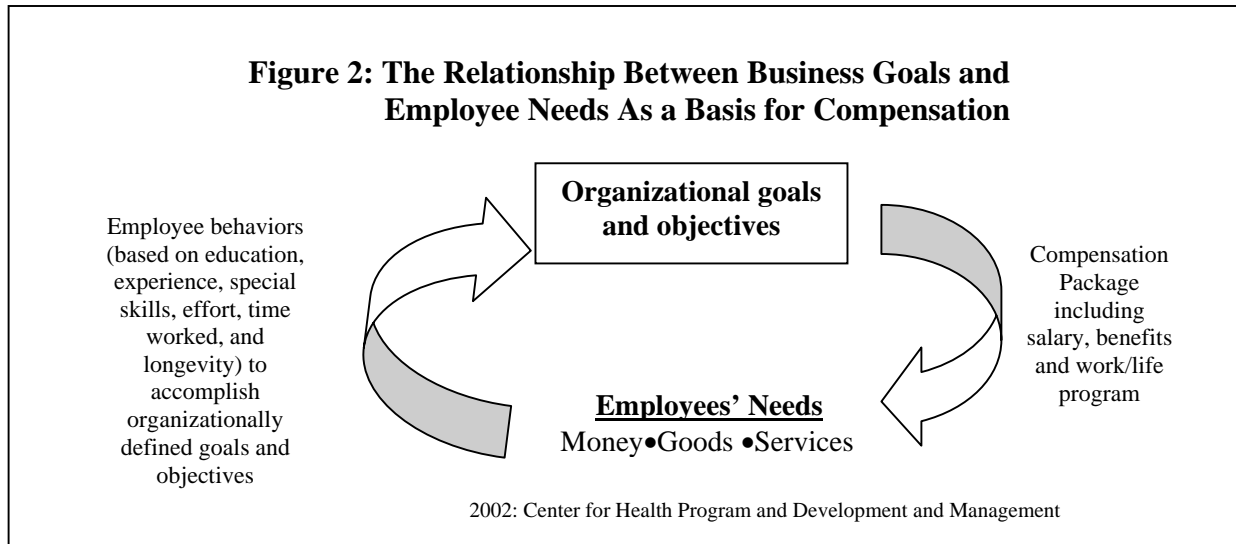 Figure 2: The Relationship Between Business Goals and
Employee Needs As a Basis for Compensation
Organizational goals
and objectives
Employee behaviors
(based on education,
experience, special
skills, effort, time
worked, and
longevity) to
accomplish
organizationally
defined goals and
objectives
Compensation
Package
including
salary, benefits
and work/life
program
Employees’ Needs
Money•Goods •Services
2002: Center for Health Program and Development and Management